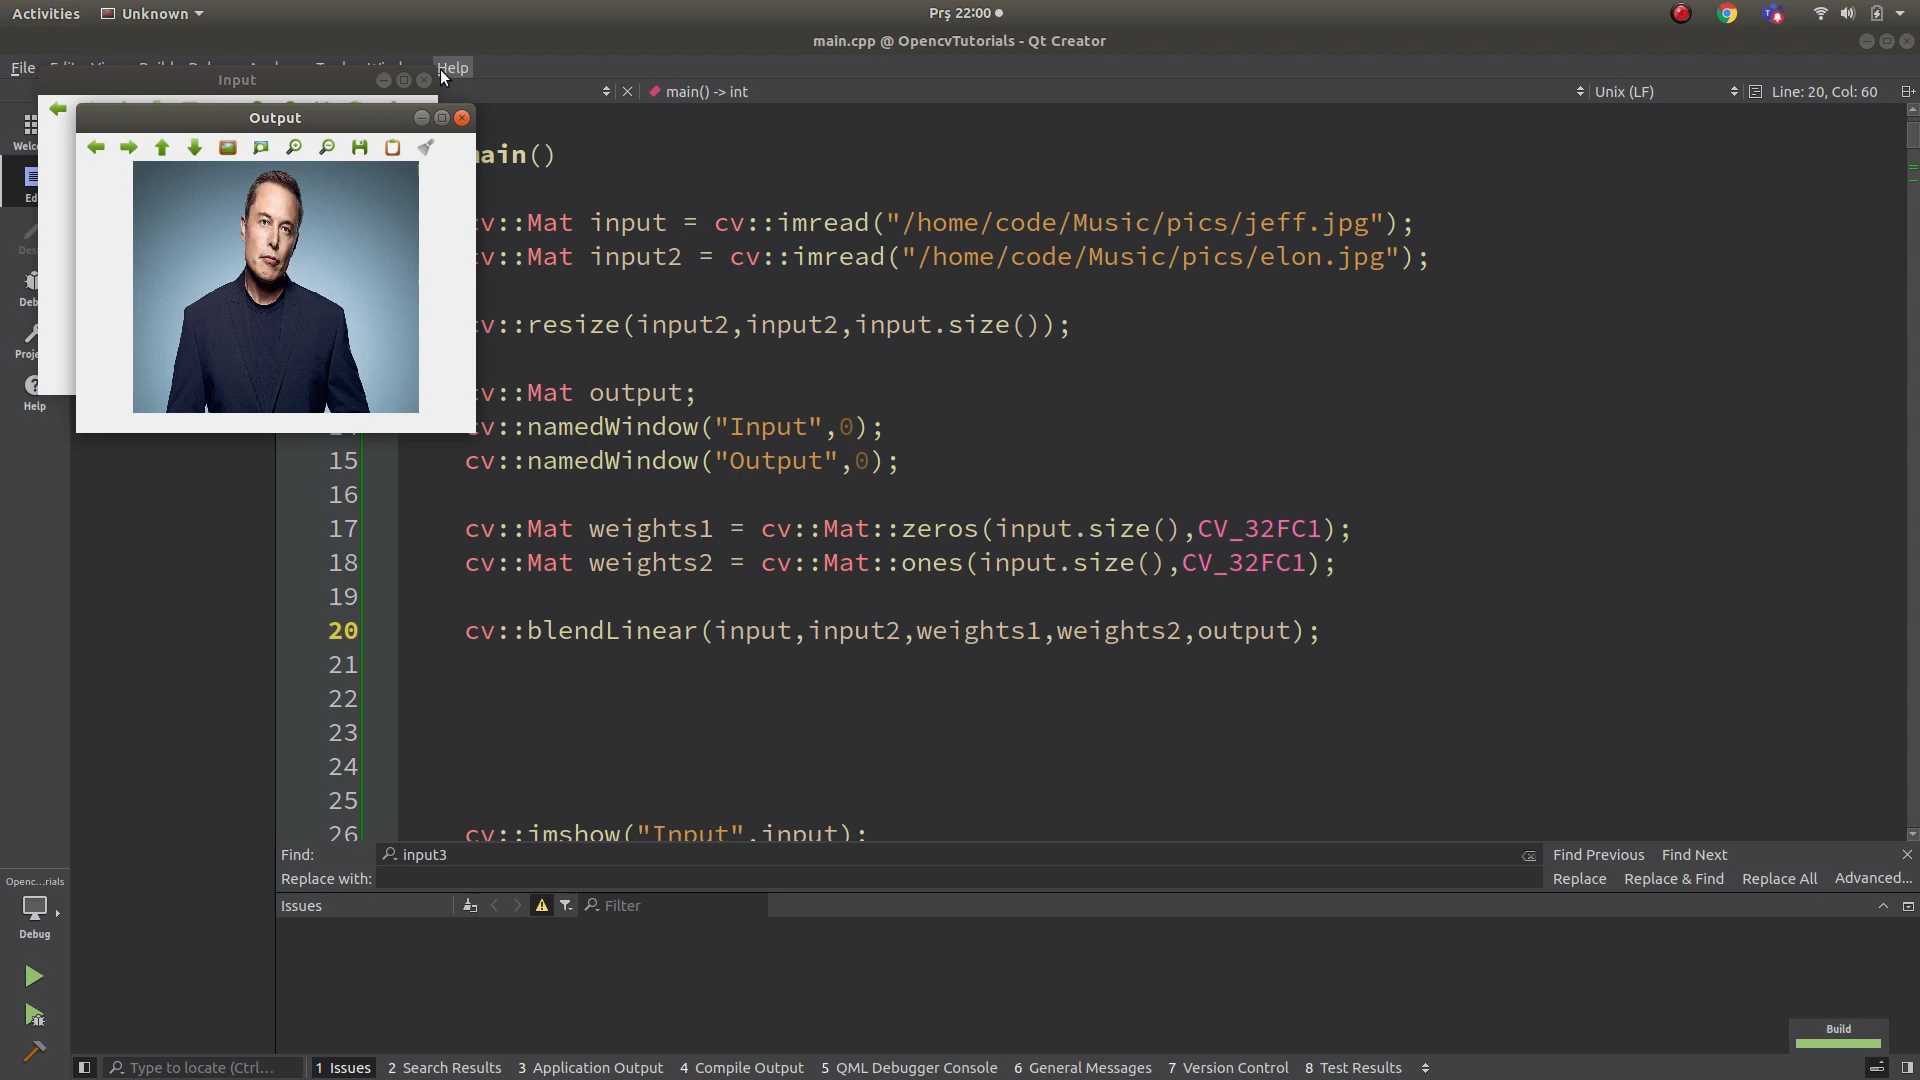 Activities Unknown Prş 22:00
main.cpp @ OpencvTutorials - Qt Creator
File Help
Input
main() -> int Unix (LF) Line: 20, Col: 60
Output
main()
cv::Mat input = cv::imread("/home/code/Music/pics/jeff.jpg");
cv::Mat input2 = cv::imread("/home/code/Music/pics/elon.jpg");
cv::resize(input2,input2,input.size());
cv::Mat output;
cv::namedWindow("Input",0);
15 cv::namedWindow("Output",0);
16
17 cv::Mat weights1 = cv::Mat::zeros(input.size(),CV_32FC1);
18 cv::Mat weights2 = cv::Mat::ones(input.size(),CV_32FC1);
19
20 cv::blendLinear(input,input2,weights1,weights2,output);
21
22
23
24
25
26 cv::imshow("Input",input);
Help
Find: input3 Find Previous Find Next
Replace with: Replace Replace & Find Replace All Advanced...
Openc...rials
Issues Filter
Debug
Build
Type to locate (Ctrl... 1 Issues 2 Search Results 3 Application Output 4 Compile Output 5 QML Debugger Console 6 General Messages 7 Version Control 8 Test Results